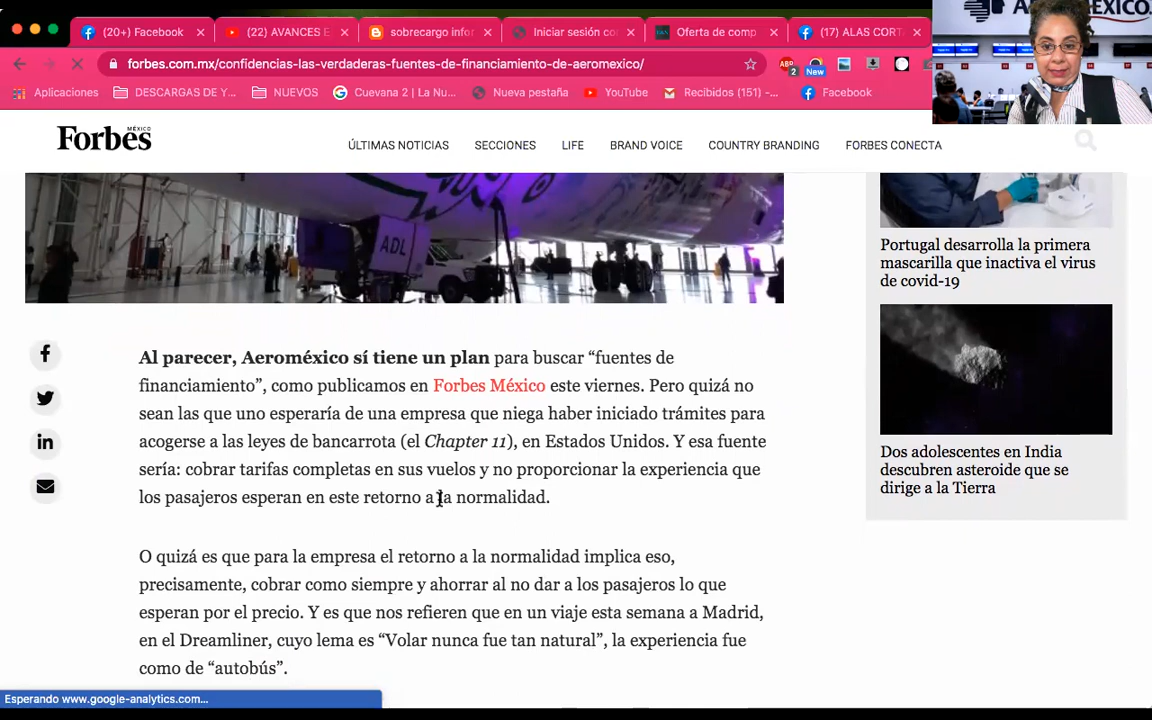 (20+) Facebook
(22) AVANCES E
sobrecargo infor
Iniciar sesión co
Oferta de comp
(17) ALAS CORT
forbes.com.mx/confidencias-las-verdaderas-fuentes-de-financiamiento-de-aeromexico/
ABP
2
New
Aplicaciones
DESCARGAS DE Y...
NUEVOS
Cuevana 2 | La Nu...
Nueva pestaña
YouTube
Recibidos (151) -...
Facebook
Forbes
MÉXICO
ÚLTIMAS NOTICIAS
SECCIONES
LIFE
BRAND VOICE
COUNTRY BRANDING
FORBES CONECTA
ADL
Portugal desarrolla la primera
mascarilla que inactiva el virus
de covid-19
Dos adolescentes en India
descubren asteroide que se
dirige a la Tierra
Al parecer, Aeroméxico sí tiene un plan para buscar “fuentes de
financiamiento”, como publicamos en Forbes México este viernes. Pero quizá no
sean las que uno esperaría de una empresa que niega haber iniciado trámites para
acogerse a las leyes de bancarrota (el Chapter 11), en Estados Unidos. Y esa fuente
sería: cobrar tarifas completas en sus vuelos y no proporcionar la experiencia que
los pasajeros esperan en este retorno a la normalidad.
O quizá es que para la empresa el retorno a la normalidad implica eso,
precisamente, cobrar como siempre y ahorrar al no dar a los pasajeros lo que
esperan por el precio. Y es que nos refieren que en un viaje esta semana a Madrid,
en el Dreamliner, cuyo lema es “Volar nunca fue tan natural”, la experiencia fue
como de “autobús”.
Esperando www.google-analytics.com...